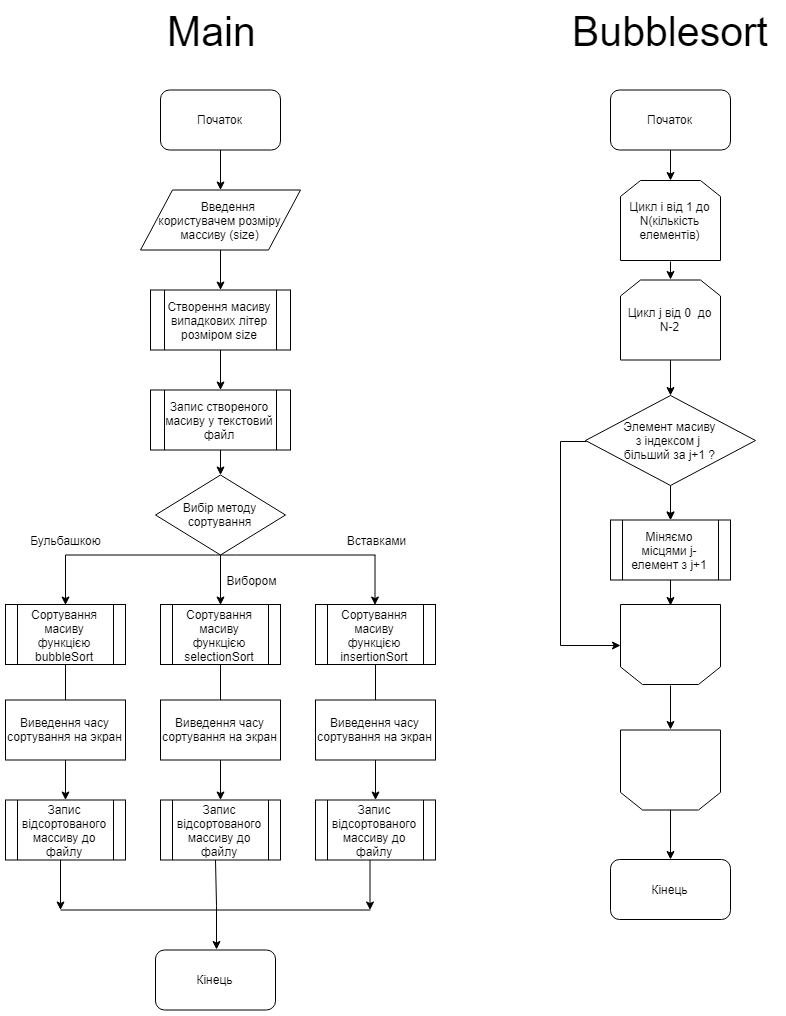 Main
Початок
Введення
користувачем розміру
массиву (size)
Створення масиву
випадкових літер
розміром size
Запис створеного
масиву у текстовий
файл
Вибір методу
сортування
Бульбашкою
Вибором
Вставками
Сортування
масиву
функцією
bubbleSort
Сортування
масиву
функцією
selectionSort
Сортування
масиву
функцією
insertionSort
Виведення часу
сортування на экран
Виведення часу
сортування на экран
Виведення часу
сортування на экран
Запис
відсортованого
массиву до
файлу
Запис
відсортованого
массиву до
файлу
Запис
відсортованого
массиву до
файлу
Кінець
Bubblesort
Початок
Цикл i від 1 до
N(кількість
елементів)
Цикл j від 0 до
N-2
Элемент масиву
з індексом j
більший за j+1 ?
Міняємо
місцями j-
елемент з j+1
Кінець